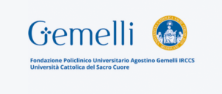 Gemelli
Fondazione Policlinico Universitario Agostino Gemelli IRCCS
Università Cattolica del Sacro Cuore